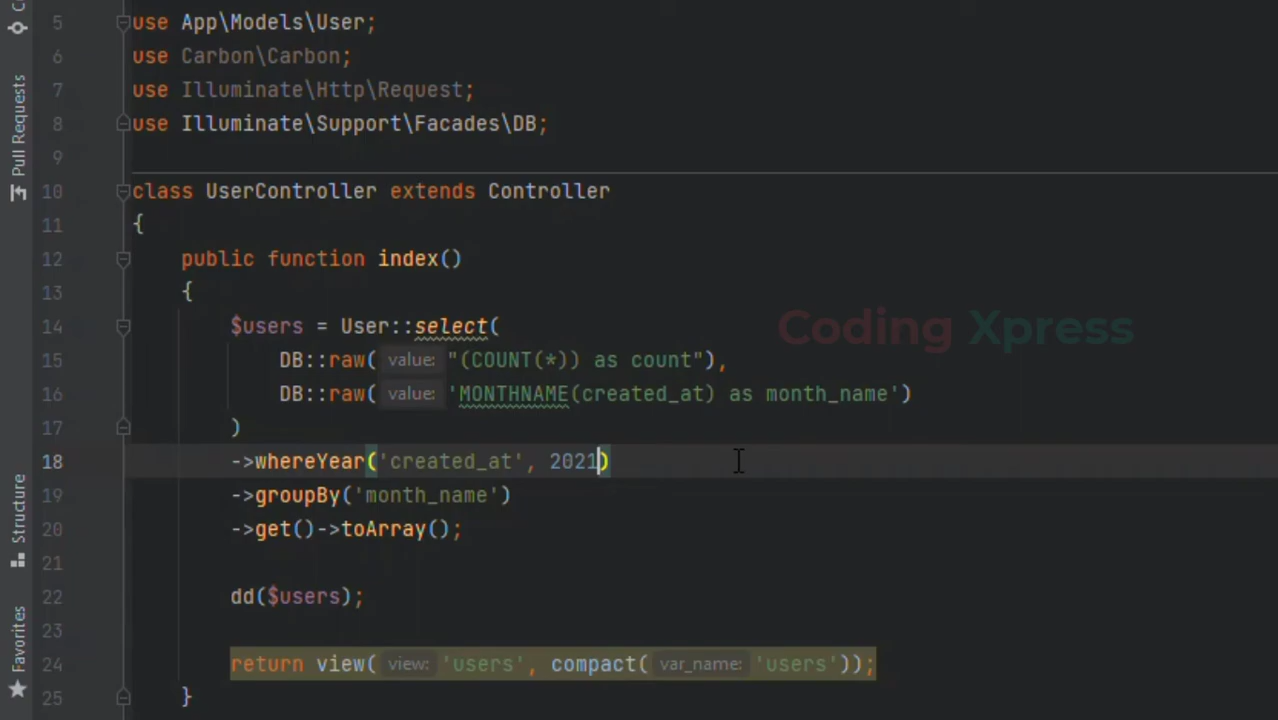 5 use App\Models\User;
6 use Carbon\Carbon;
7 use Illuminate\Http\Request;
8 use Illuminate\Support\Facades\DB;
9
10 class UserController extends Controller
11 {
12 public function index()
13 {
14 $users = User::select(
15 DB::raw( value: "(COUNT(*)) as count"),
16 DB::raw( value: 'MONTHNAME(created_at) as month_name')
17 )
18 ->whereYear('created_at', 2021)
19 ->groupBy('month_name')
20 ->get()->toArray();
21
22 dd($users);
23
24 return view( view: 'users', compact( var_name: 'users'));
25 }
Coding Xpress
Pull Requests
Structure
Favorites